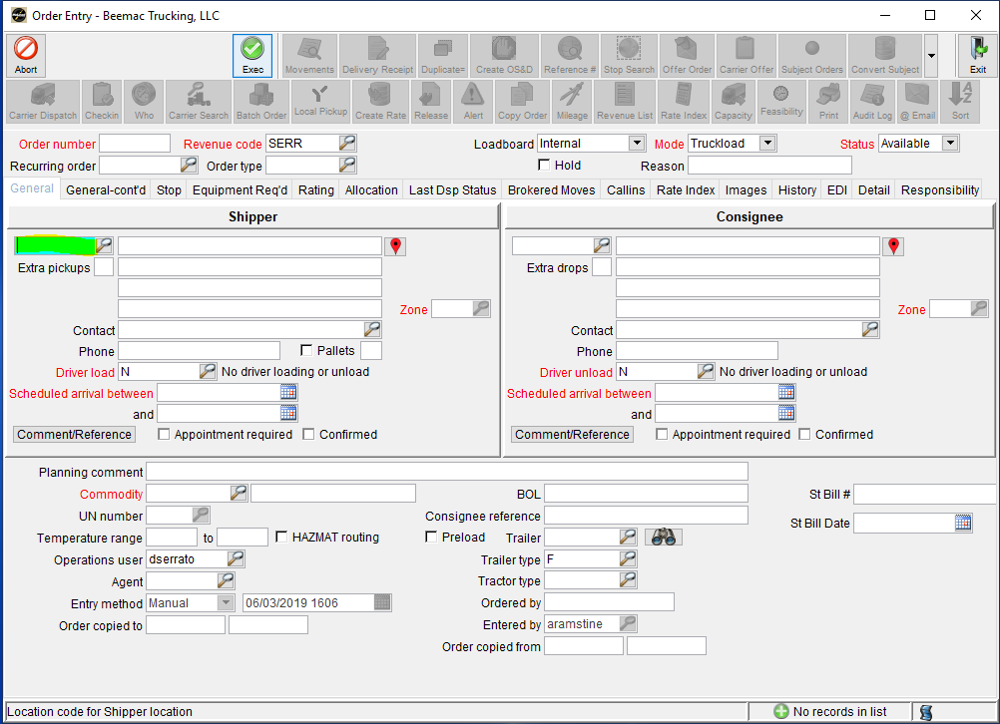 Order Entry - Beemac Trucking, LLC
Abort Exec Movements Delivery Receipt Duplicate= Create OS&D Reference # Stop Search Offer Order Carrier Offer Subject Orders Convert Subject Exit
Carrier Dispatch Checkin Who Carrier Search Batch Order Local Pickup Create Rate Release Alert Copy Order Mileage Revenue List Rate Index Capacity Feasibility Print Audit Log @ Email Sort
Order number Revenue code SERR Loadboard Internal Mode Truckload Status Available
Recurring order Order type Hold Reason
General General-cont'd Stop Equipment Req'd Rating Allocation Last Dsp Status Brokered Moves Callins Rate Index Images History EDI Detail Responsibility
Shipper Consignee
Extra pickups Extra drops
Zone Zone
Contact Contact
Phone Pallets Phone
Driver load N No driver loading or unload Driver unload N No driver loading or unload
Scheduled arrival between Scheduled arrival between
and and
Comment/Reference Appointment required Confirmed Comment/Reference Appointment required Confirmed
Planning comment
Commodity BOL St Bill #
UN number Consignee reference St Bill Date
Temperature range to HAZMAT routing Preload Trailer
Operations user dserrato Trailer type F
Agent Tractor type
Entry method Manual 06/03/2019 1606 Ordered by
Order copied to Entered by aramstine
Order copied from
Location code for Shipper location No records in list